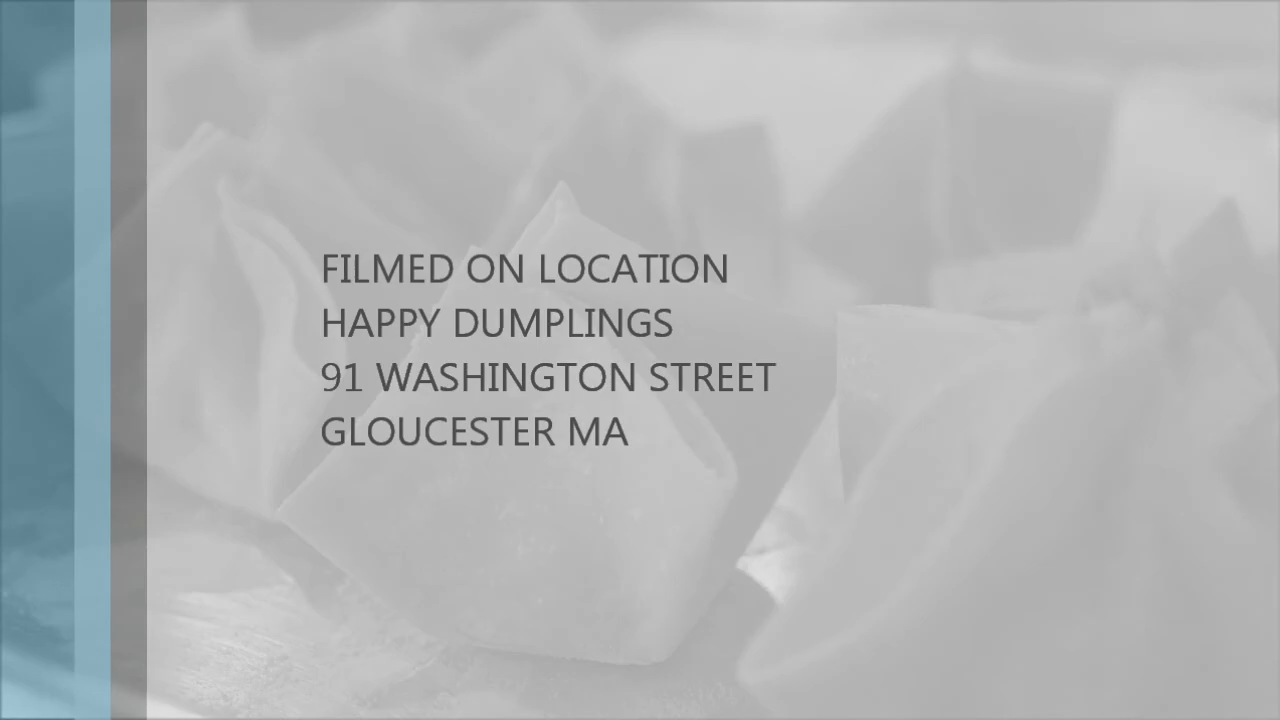 FILMED ON LOCATION
HAPPY DUMPLINGS
91 WASHINGTON STREET
GLOUCESTER MA